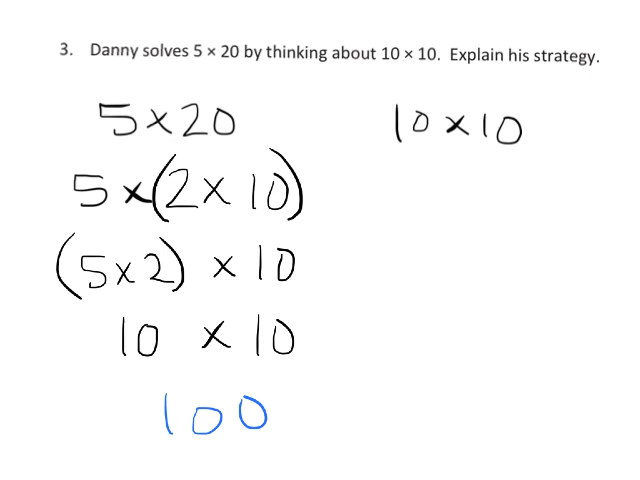 3. Danny solves 5 × 20 by thinking about 10 × 10. Explain his strategy.
5 × 20
10 × 10
5 × (2 × 10)
(5 × 2) × 10
10 × 10
100